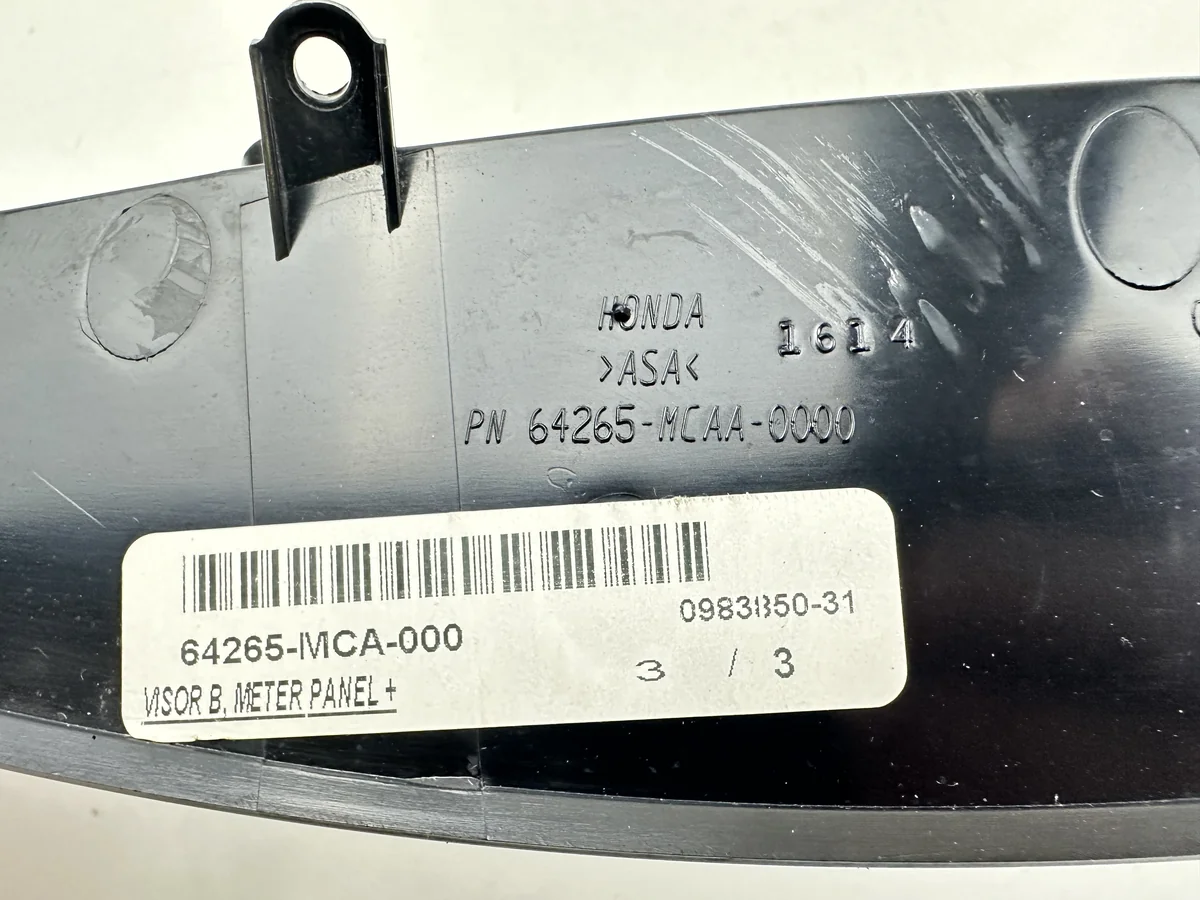 HONDA
1614
>ASA<
PN 64265-MCAA-0000
64265-MCA-000
0983850-31
VISOR B, METER PANEL +
3 / 3